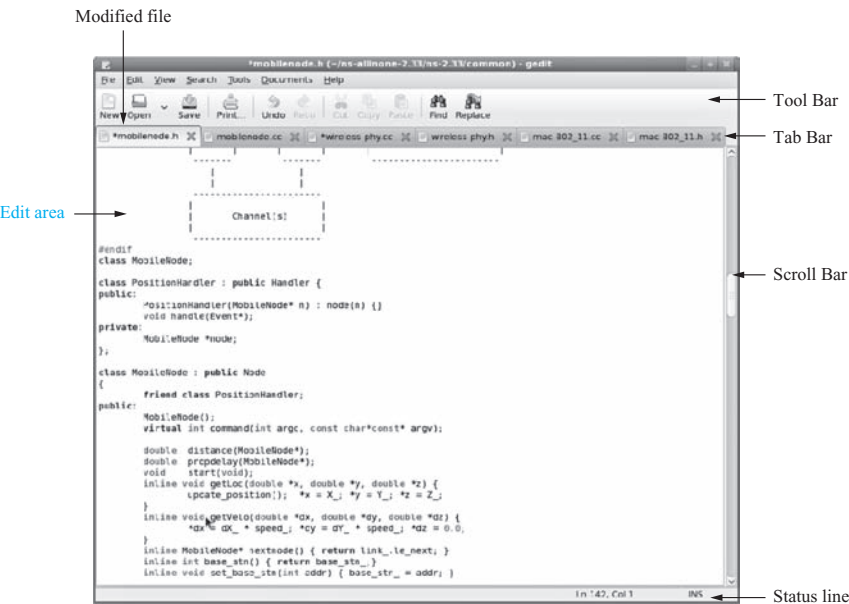 Modified file
*mobilenode.h (~/ns-allinone-2.33/ns-2.33/common) - gedit
File Edit View Search Tools Documents Help
New Open Save Print... Undo Redo Cut Copy Paste Find Replace
Tool Bar
*mobilenode.h mobilenode.cc *wireless phy.cc wireless phy.h mac 802_11.cc mac 802_11.h
Tab Bar
Edit area
Channel(s)
#endif
class MobileNode;
Scroll Bar
class PositionHandler : public Handler {
public:
PositionHandler(MobileNode* n) : node(n) {}
void handle(Event*);
private:
MobileNode *node;
};
class MobileNode : public Node
{
friend class PositionHandler;
public:
MobileNode();
virtual int command(int argc, const char*const* argv);
double distance(MobileNode*);
double propdelay(MobileNode*);
void start(void);
inline void getLoc(double *x, double *y, double *z) {
update_position(); *x = X_; *y = Y_; *z = Z_;
}
inline void getVelo(double *dx, double *dy, double *dz) {
*dx = dX_ * speed_; *dy = dY_ * speed_; *dz = 0.0;
}
inline MobileNode* nextnode() { return link_.le_next; }
inline int base_stn() { return base_stn_;}
inline void set_base_stn(int addr) { base_stn_ = addr; }
Ln 142, Col 1 INS
Status line